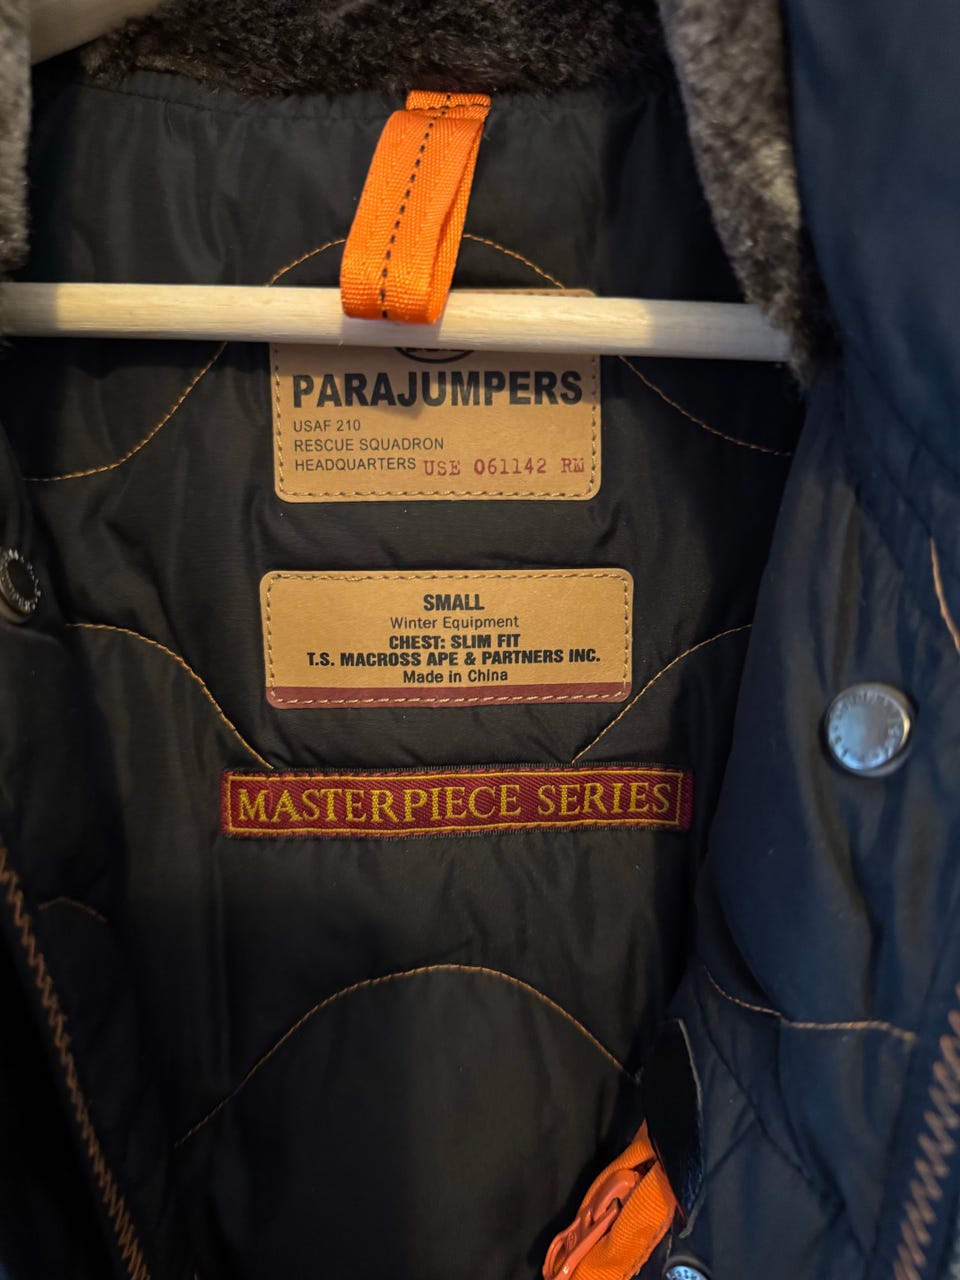 PARAJUMPERS
USAF 210
RESCUE SQUADRON
HEADQUARTERS USE 061142 RM
SMALL
Winter Equipment
CHEST: SLIM FIT
T.S. MACROSS APE & PARTNERS INC.
Made in China
MASTERPIECE SERIES